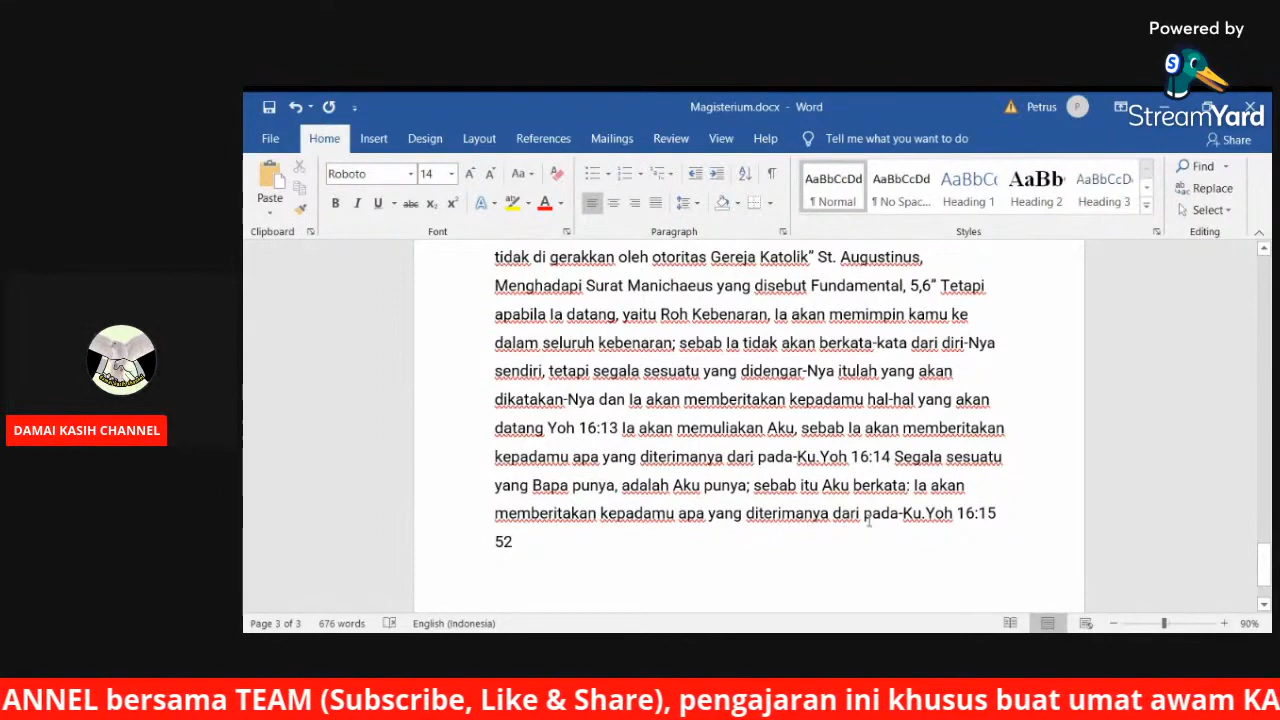 Powered by
StreamYard
Magisterium.docx - Word
Petrus
P
File Home Insert Design Layout References Mailings Review View Help Tell me what you want to do
Share
Paste
Roboto 14
Clipboard
Font
Paragraph
AaBbCcDd AaBbCcDd AaBbCc AaBb AaBbCcD
¶ Normal ¶ No Spac... Heading 1 Heading 2 Heading 3
Styles
Find
Replace
Select
Editing
tidak di gerakkan oleh otoritas Gereja Katolik” St. Augustinus,
Menghadapi Surat Manichaeus yang disebut Fundamental, 5,6” Tetapi
apabila Ia datang, yaitu Roh Kebenaran, Ia akan memimpin kamu ke
dalam seluruh kebenaran; sebab Ia tidak akan berkata-kata dari diri-Nya
sendiri, tetapi segala sesuatu yang didengar-Nya itulah yang akan
dikatakan-Nya dan Ia akan memberitakan kepadamu hal-hal yang akan
datang Yoh 16:13 Ia akan memuliakan Aku, sebab Ia akan memberitakan
kepadamu apa yang diterimanya dari pada-Ku.Yoh 16:14 Segala sesuatu
yang Bapa punya, adalah Aku punya; sebab itu Aku berkata: Ia akan
memberitakan kepadamu apa yang diterimanya dari pada-Ku.Yoh 16:15
52
Page 3 of 3 676 words English (Indonesia) 90%
DAMAI KASIH CHANNEL
ANNEL bersama TEAM (Subscribe, Like & Share), pengajaran ini khusus buat umat awam KA